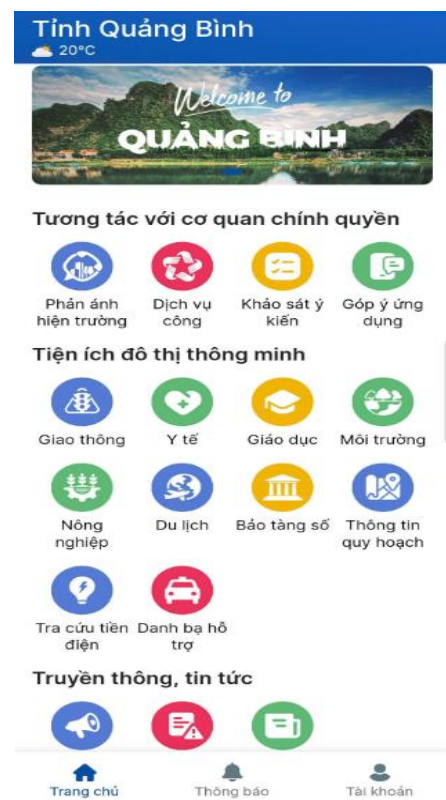 Tỉnh Quảng Bình
20°C
Welcome to
QUẢNG BÌNH
Tương tác với cơ quan chính quyền
Phản ánh hiện trường
Dịch vụ công
Khảo sát ý kiến
Góp ý ứng dụng
Tiện ích đô thị thông minh
Giao thông
Y tế
Giáo dục
Môi trường
Nông nghiệp
Du lịch
Bảo tàng số
Thông tin quy hoạch
Tra cứu tiền điện
Danh bạ hỗ trợ
Truyền thông, tin tức
Trang chủ
Thông báo
Tài khoản